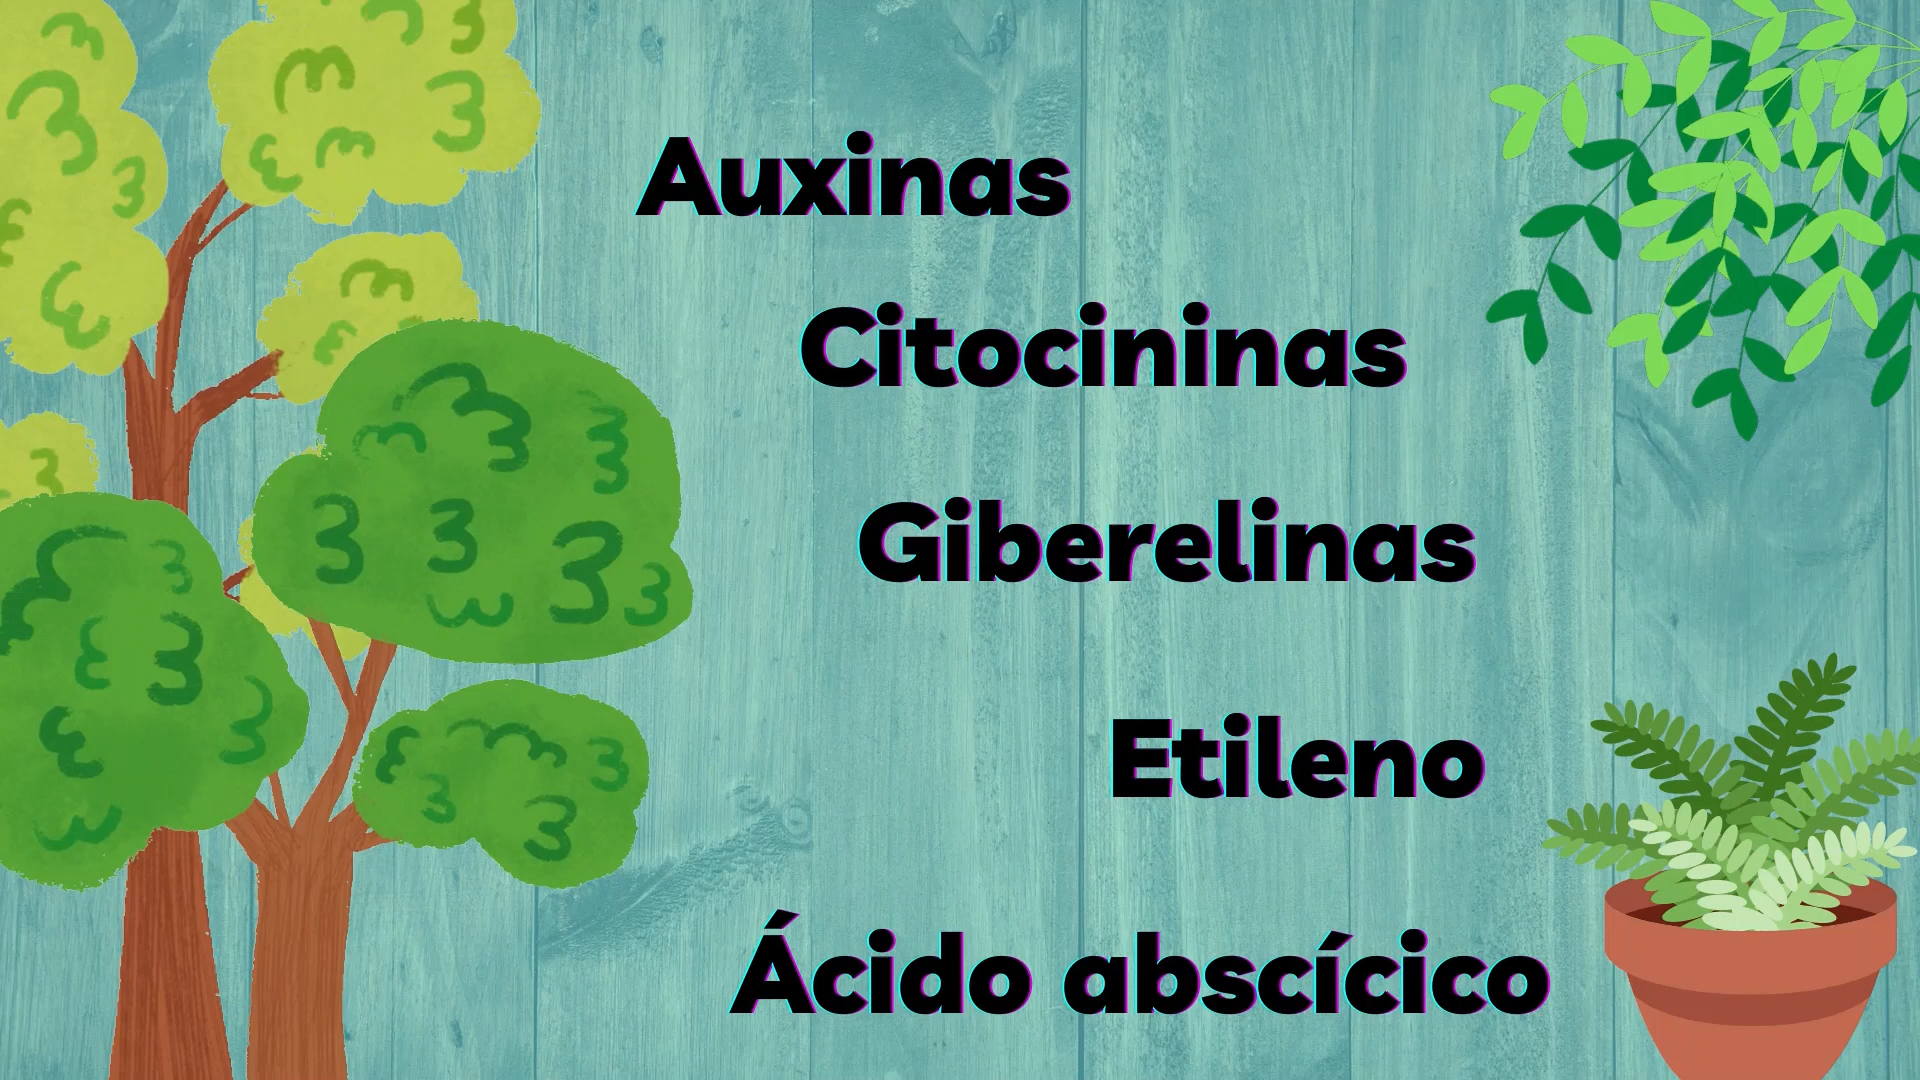 Auxinas
Citocininas
Giberelinas
Etileno
Ácido abscícico